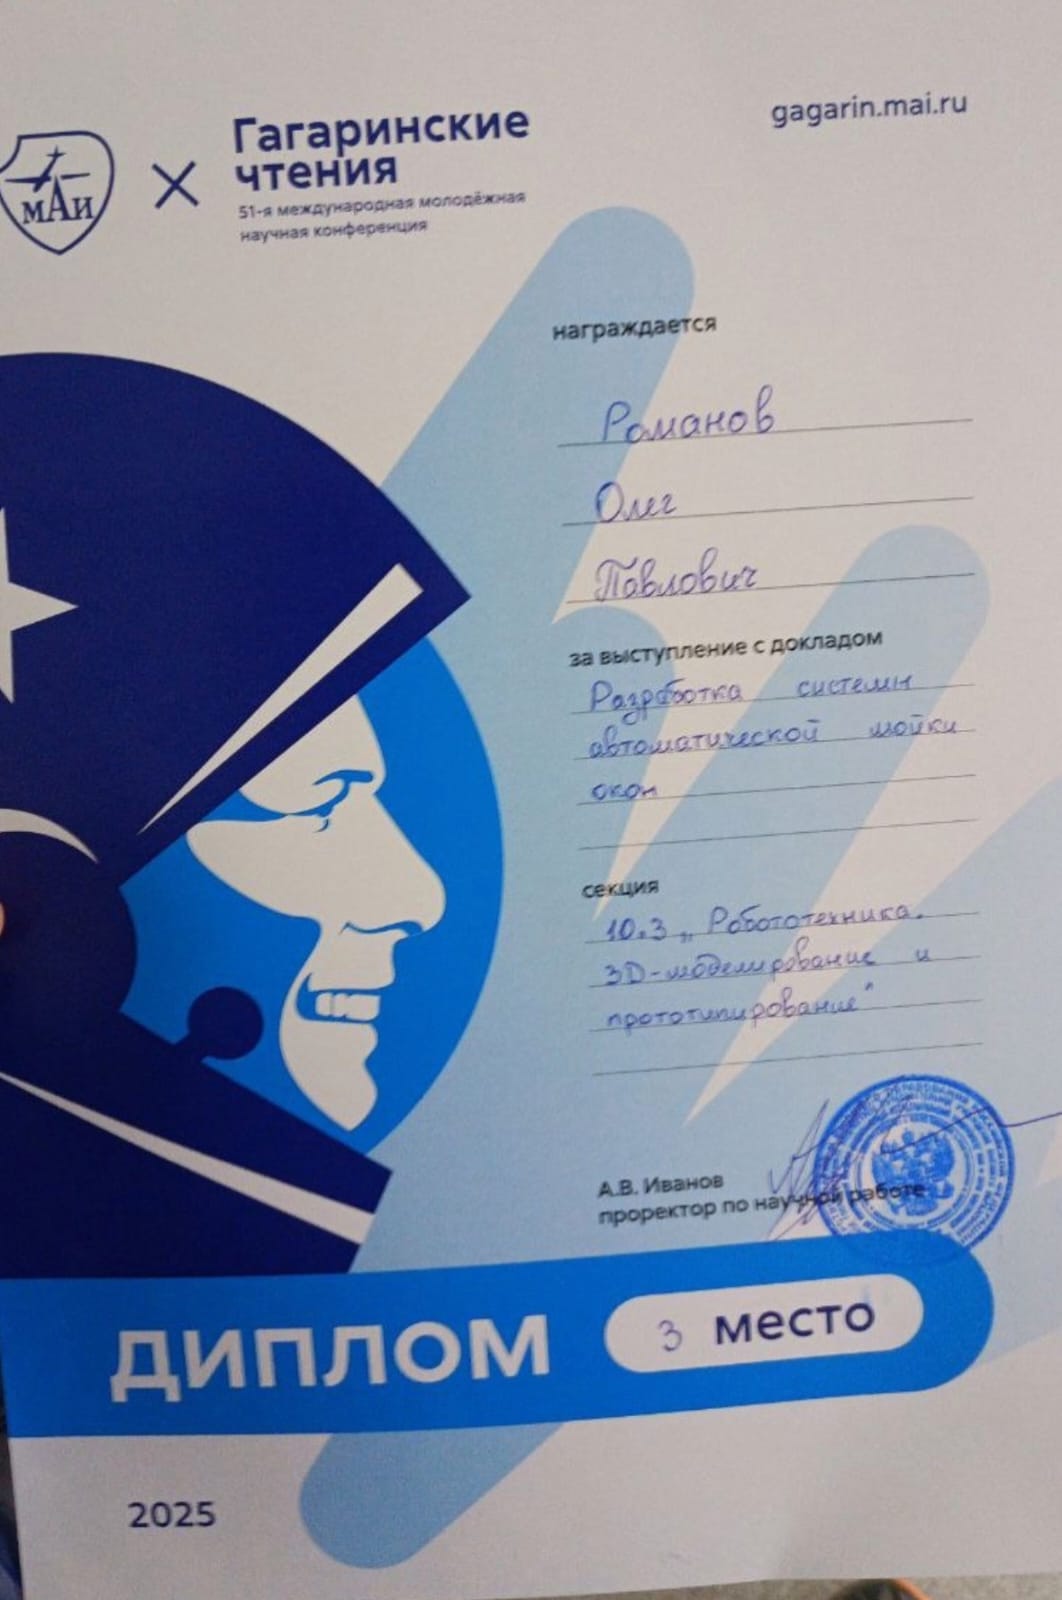 gagarin.mai.ru
маи
Гагаринские
чтения
51-я международная молодёжная
научная конференция
награждается
Романов
Олег
Павлович
за выступление с докладом
Разработка системы
автоматической мойки
окон
секция
10.3 „Робототехника.
3D-моделирование и
прототипирование"
А.В. Иванов
проректор по научной работе
ДИПЛОМ
3 место
2025